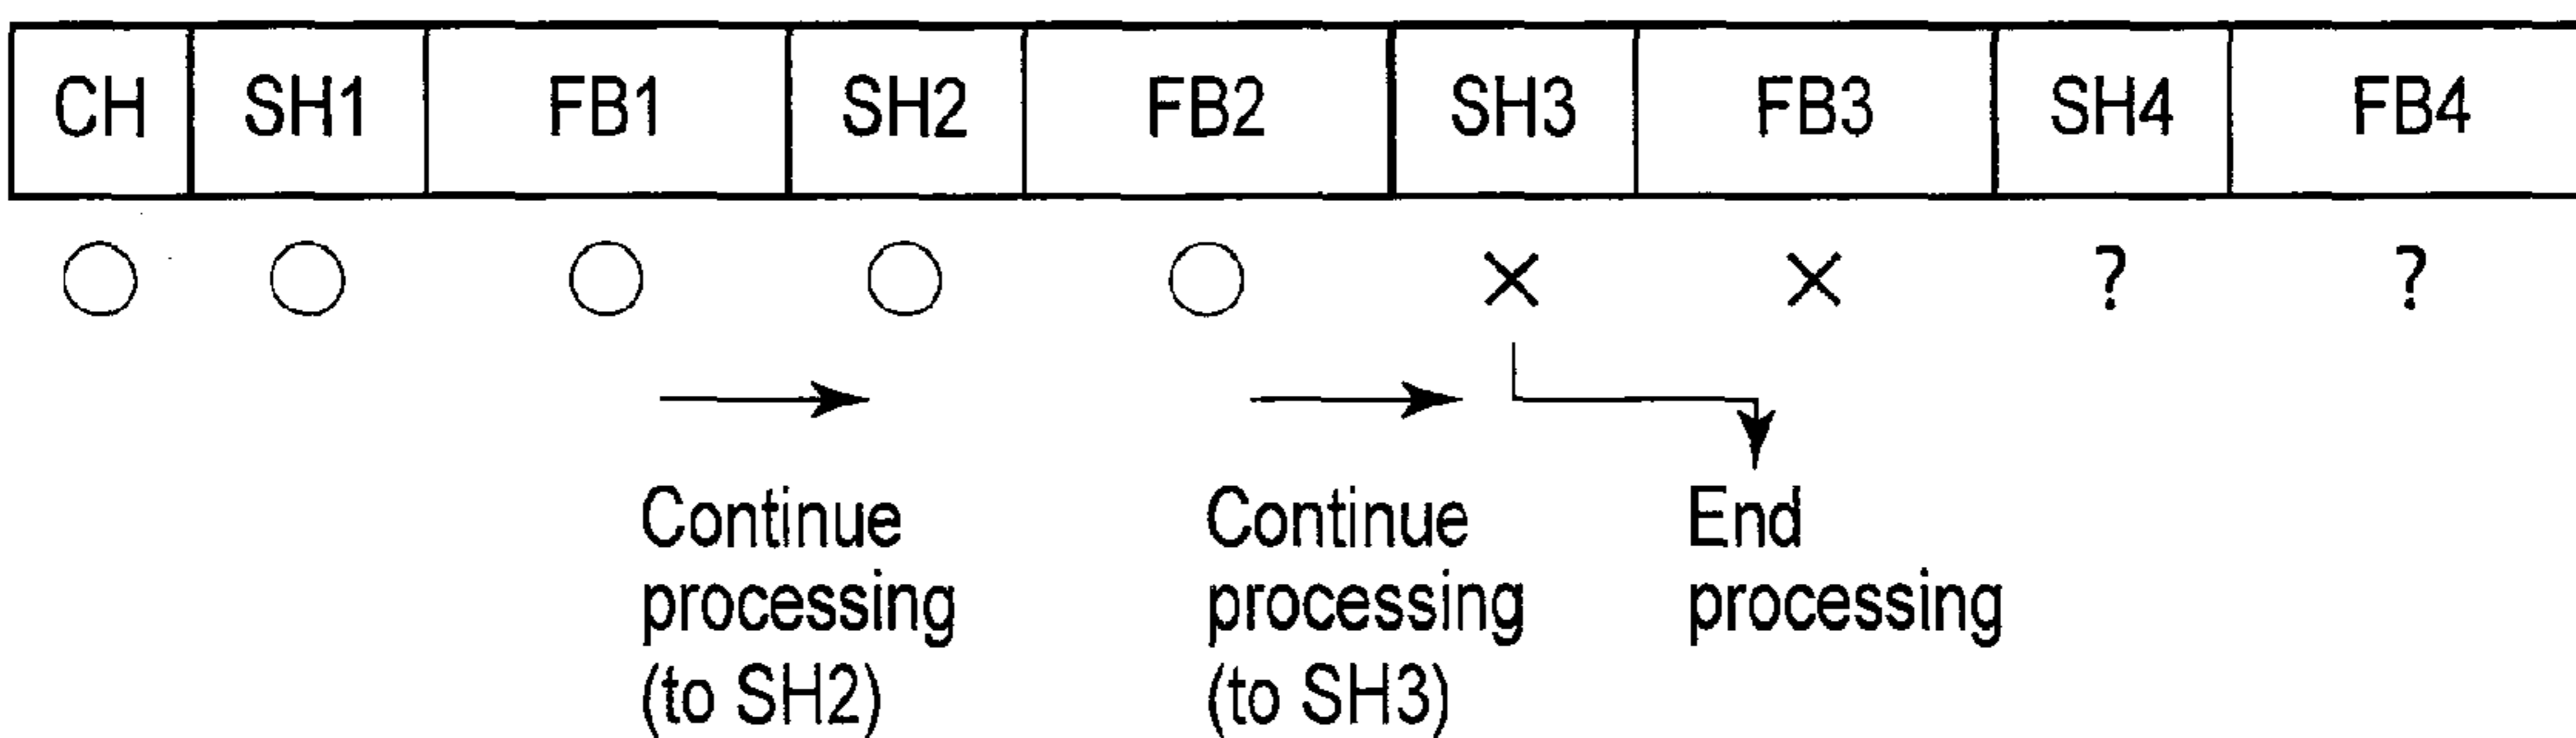 CH SH1 FB1 SH2 FB2 SH3 FB3 SH4 FB4
○ ○ ○ ○ ○ × × ? ?
Continue processing (to SH2)
Continue processing (to SH3)
End processing